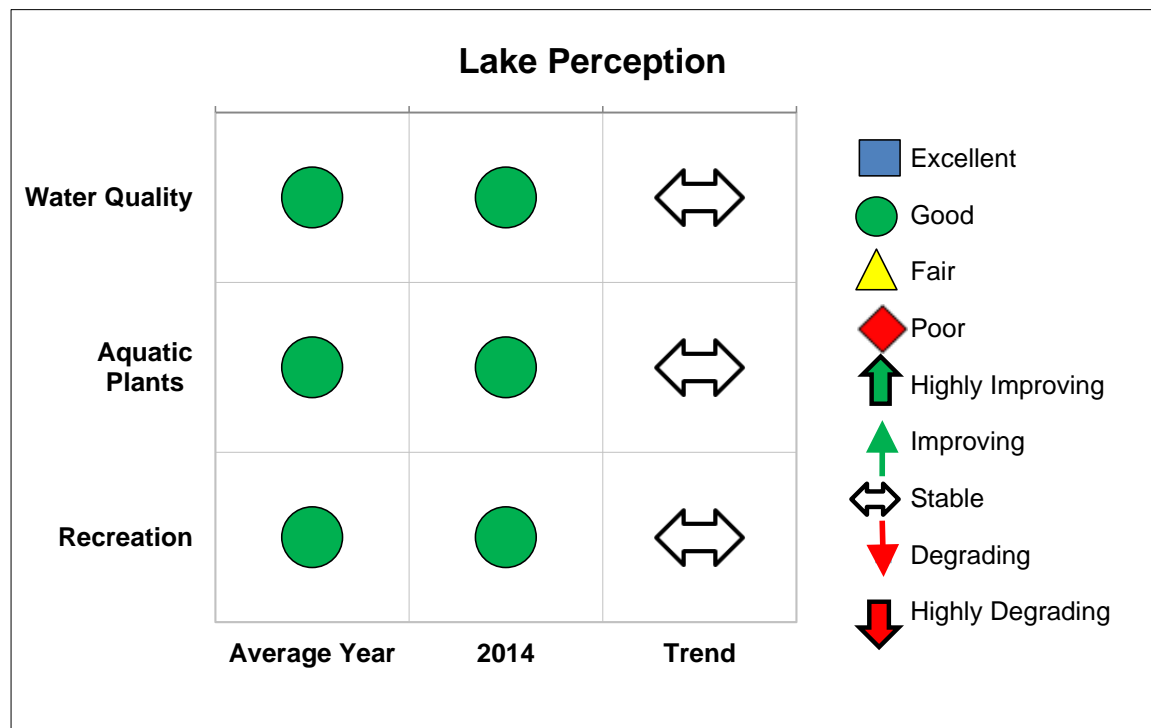 Lake Perception
Water Quality
Aquatic
Plants
Recreation
Average Year
2014
Trend
Excellent
Good
Fair
Poor
Highly Improving
Improving
Stable
Degrading
Highly Degrading